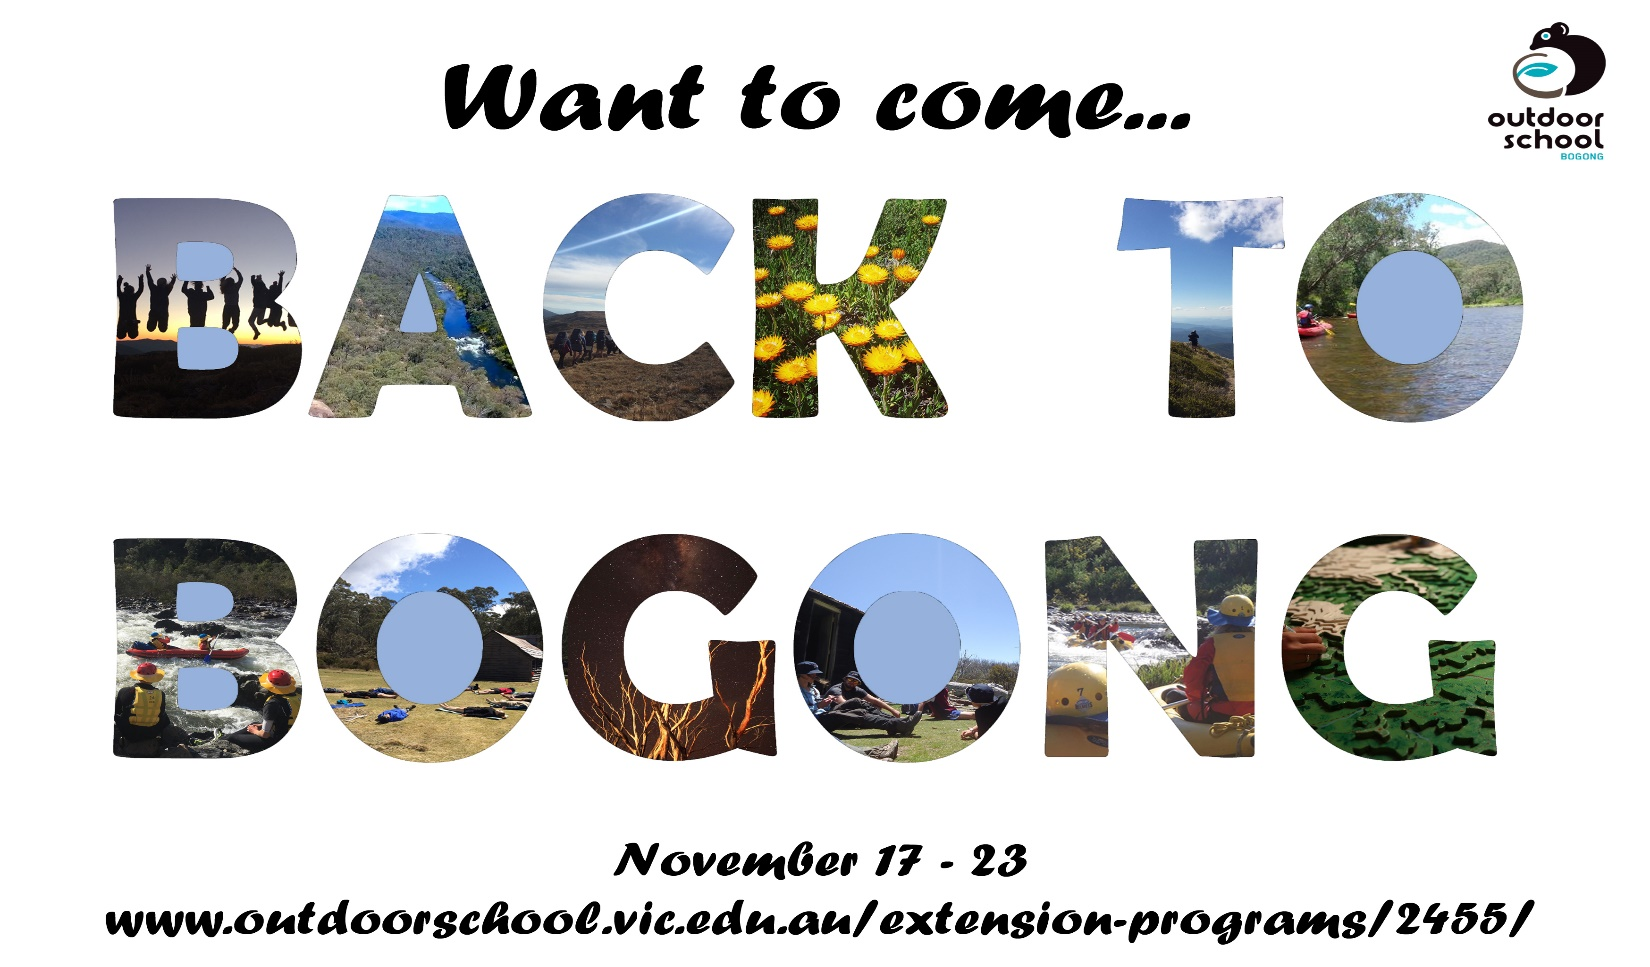 Want to come...
outdoor
school
BOGONG
BACK TO
BOGONG
November 17 - 23
www.outdoorschool.vic.edu.au/extension-programs/2455/